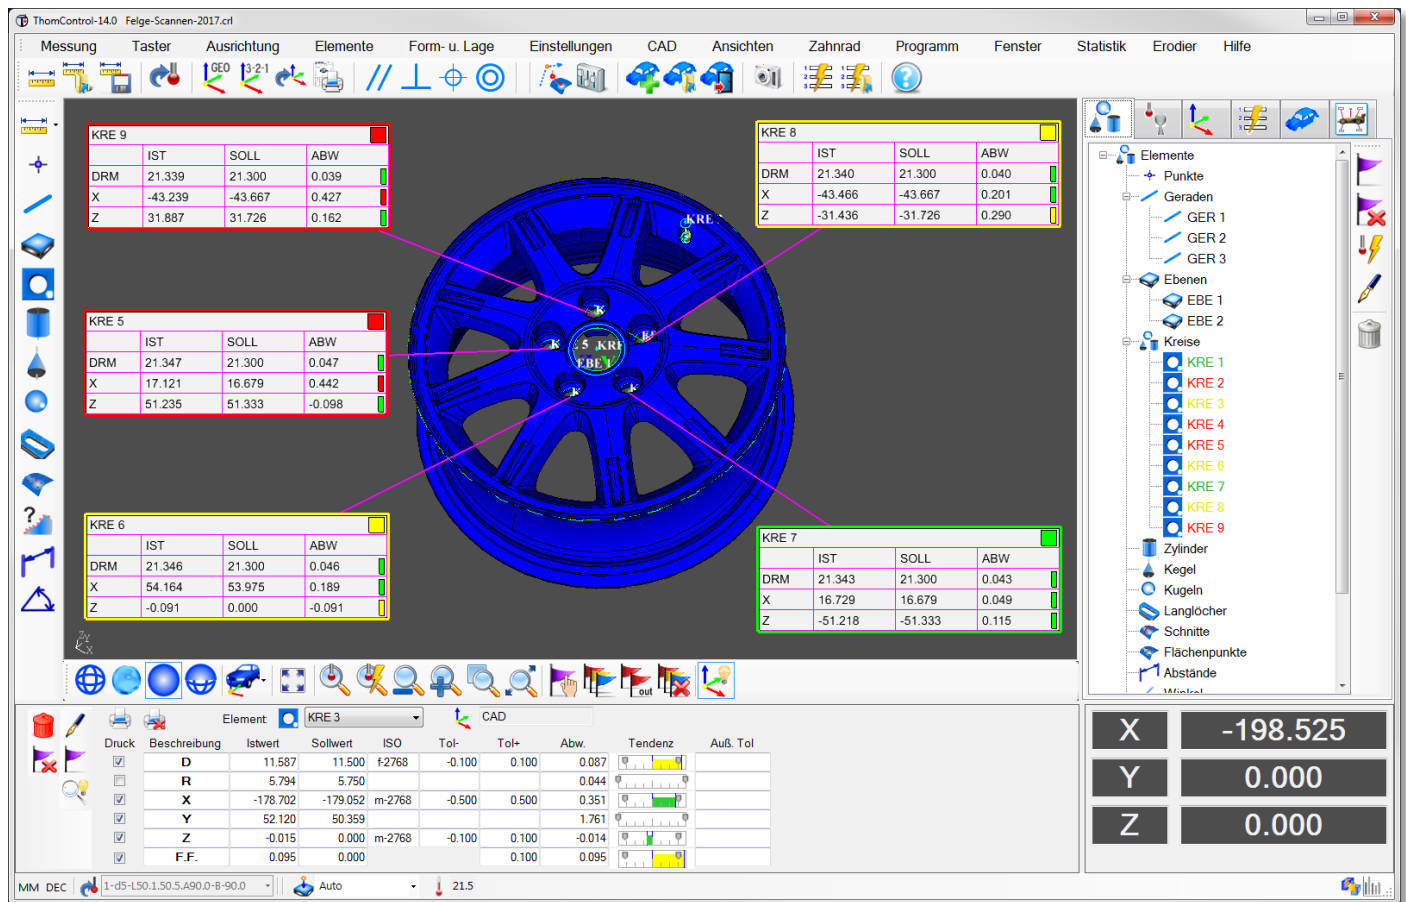 ThomControl-14.0 Felge-Scannen-2017.crl
Messung Taster Ausrichtung Elemente Form- u. Lage Einstellungen CAD Ansichten Zahnrad Programm Fenster Statistik Erodier Hilfe
GEO 3-2-1
KRE 9
IST SOLL ABW
DRM 21.339 21.300 0.039
X -43.239 -43.667 0.427
Z 31.887 31.726 0.162
KRE 8
IST SOLL ABW
DRM 21.340 21.300 0.040
X -43.466 -43.667 0.201
Z -31.436 -31.726 0.290
KRE 5
IST SOLL ABW
DRM 21.347 21.300 0.047
X 17.121 16.679 0.442
Z 51.235 51.333 -0.098
KRE 6
IST SOLL ABW
DRM 21.346 21.300 0.046
X 54.164 53.975 0.189
Z -0.091 0.000 -0.091
KRE 7
IST SOLL ABW
DRM 21.343 21.300 0.043
X 16.729 16.679 0.049
Z -51.218 -51.333 0.115
KRE
K
K 5 KRE
EBE 1
K K
Z Y
X
Elemente
Punkte
Geraden
GER 1
GER 2
GER 3
Ebenen
EBE 1
EBE 2
Kreise
KRE 1
KRE 2
KRE 3
KRE 4
KRE 5
KRE 6
KRE 7
KRE 8
KRE 9
Zylinder
Kegel
Kugeln
Langlöcher
Schnitte
Flächenpunkte
Abstände
Winkel
out
Element: KRE 3 CAD
Druck Beschreibung Istwert Sollwert ISO Tol- Tol+ Abw. Tendenz Auß. Tol
D 11.587 11.500 f-2768 -0.100 0.100 0.087
R 5.794 5.750 0.044
X -178.702 -179.052 m-2768 -0.500 0.500 0.351
Y 52.120 50.359 1.761
Z -0.015 0.000 m-2768 -0.100 0.100 -0.014
F.F. 0.095 0.000 0.100 0.095
X -198.525
Y 0.000
Z 0.000
MM DEC 1-d5-L50.1.50.5.A90.0-B-90.0 Auto 21.5